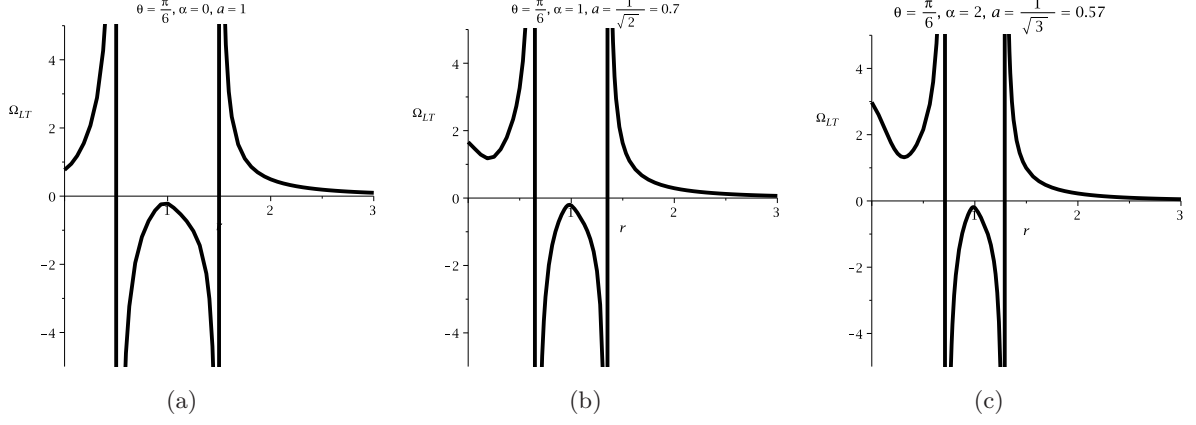 θ = π/6, α = 0, a = 1
Ω_LT
4
2
0
−2
−4
1
2
3
(a)
θ = π/6, α = 1, a = 1/√2 = 0.7
Ω_LT
4
2
0
−2
−4
1
2
3
r
(b)
θ = π/6, α = 2, a = 1/√3 = 0.57
Ω_LT
4
2
0
−2
−4
1
2
3
r
(c)